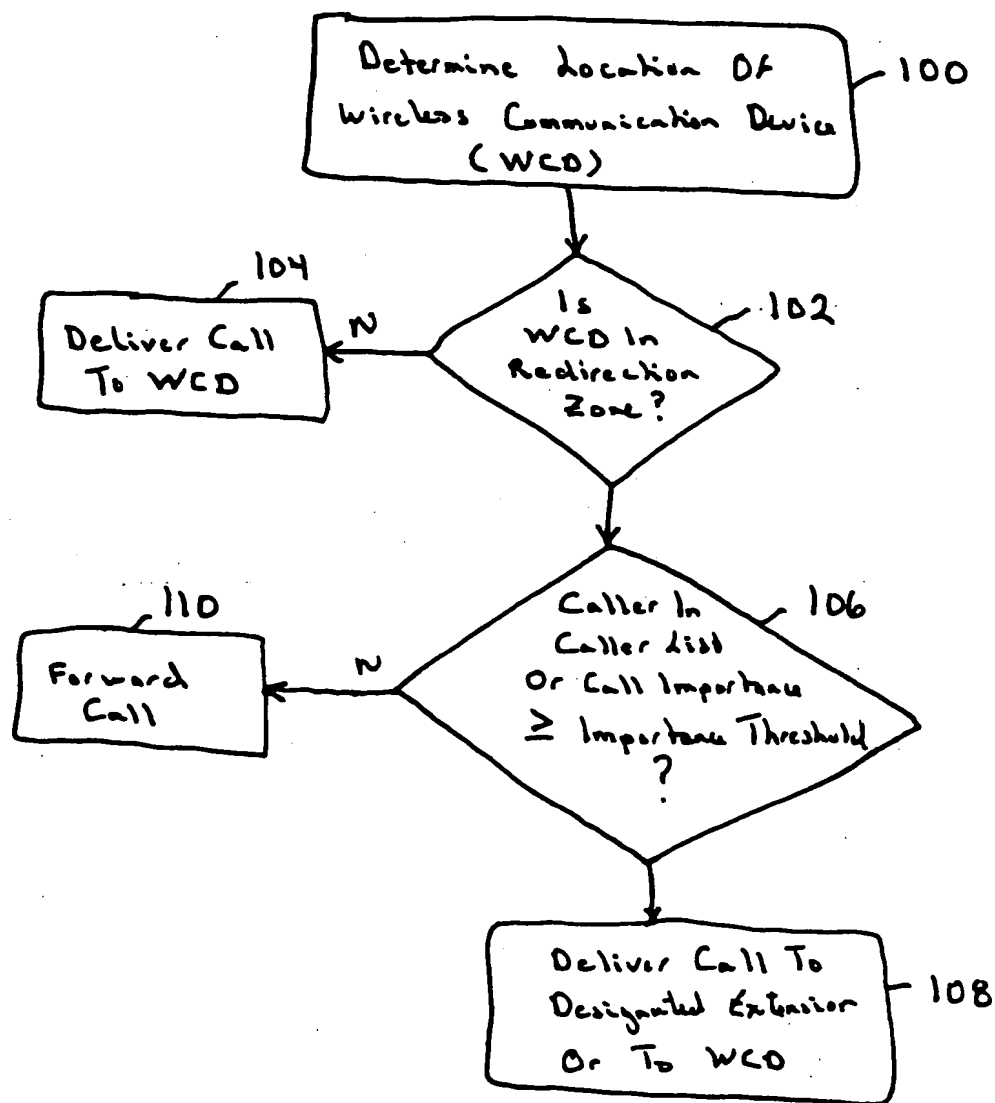 Determine Location Of
Wireless Communication Device
(WCD)
100
104
Deliver Call
To WCD
N
Is
WCD In
Redirection
Zone?
102
110
Forward
Call
N
Caller In
Caller List
Or Call Importance
≥ Importance Threshold
?
106
Deliver Call To
Designated Extension
Or To WCD
108